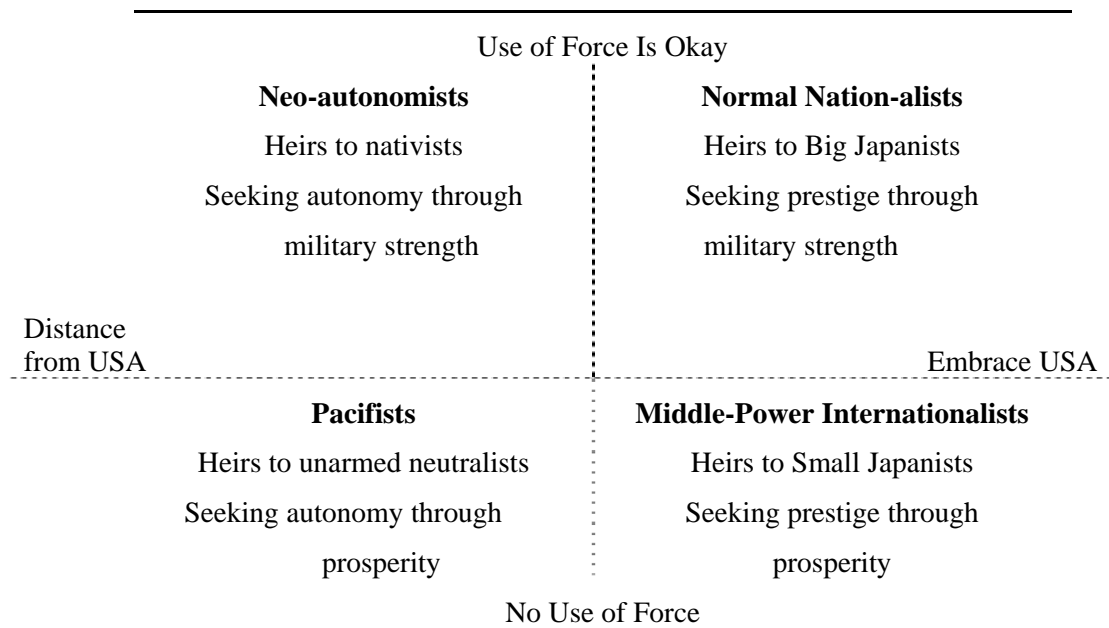 Use of Force Is Okay
Neo-autonomists
Heirs to nativists
Seeking autonomy through
military strength
Normal Nation-alists
Heirs to Big Japanists
Seeking prestige through
military strength
Distance
from USA
Embrace USA
Pacifists
Heirs to unarmed neutralists
Seeking autonomy through
prosperity
Middle-Power Internationalists
Heirs to Small Japanists
Seeking prestige through
prosperity
No Use of Force